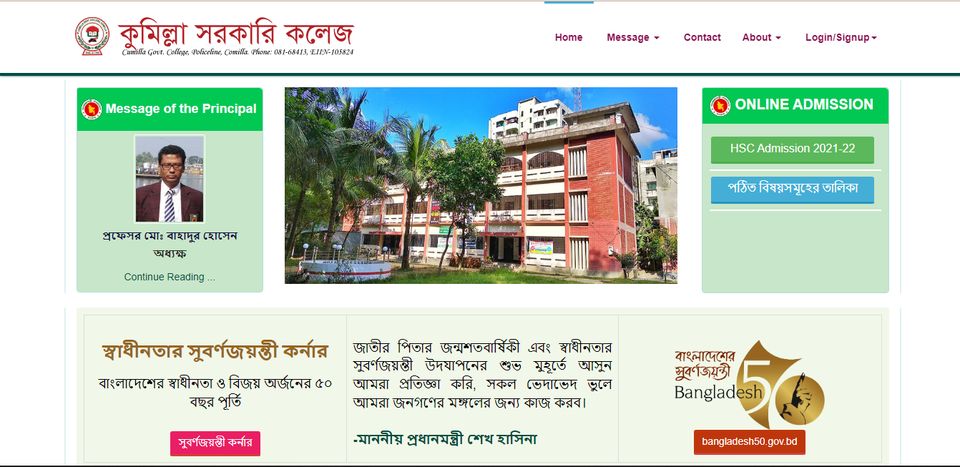 কুমিল্লা সরকারি কলেজ
Cumilla Govt. College, Policeline, Comilla. Phone: 081-68413, EIIN-105824
Home Message Contact About Login/Signup
Message of the Principal
প্রফেসর মো: বাহাদুর হোসেন
অধ্যক্ষ
Continue Reading ...
ONLINE ADMISSION
HSC Admission 2021-22
পঠিত বিষয়সমূহের তালিকা
স্বাধীনতার সুবর্ণজয়ন্তী কর্নার
বাংলাদেশের স্বাধীনতা ও বিজয় অর্জনের ৫০
বছর পূর্তি
সুবর্ণজয়ন্তী কর্নার
জাতীর পিতার জন্মশতবার্ষিকী এবং স্বাধীনতার
সুবর্ণজয়ন্তী উদযাপনের শুভ মুহূর্তে আসুন
আমরা প্রতিজ্ঞা করি, সকল ভেদাভেদ ভুলে
আমরা জনগণের মঙ্গলের জন্য কাজ করব।
-মাননীয় প্রধানমন্ত্রী শেখ হাসিনা
বাংলাদেশের
সুবর্ণজয়ন্তী
Bangladesh 50
bangladesh50.gov.bd